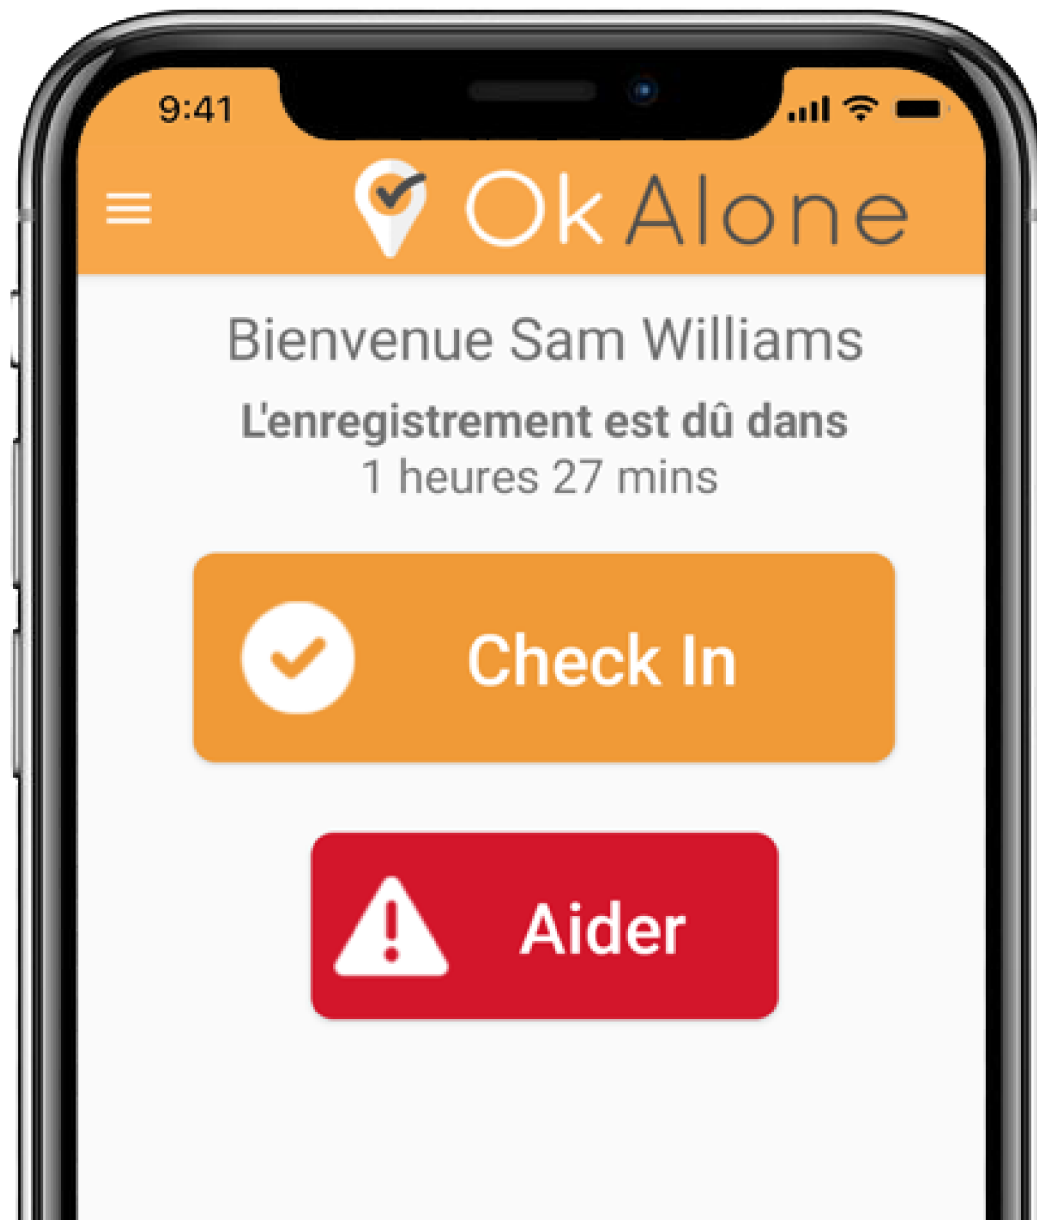 9:41
Ok Alone
Bienvenue Sam Williams
L'enregistrement est dû dans
1 heures 27 mins
Check In
Aider